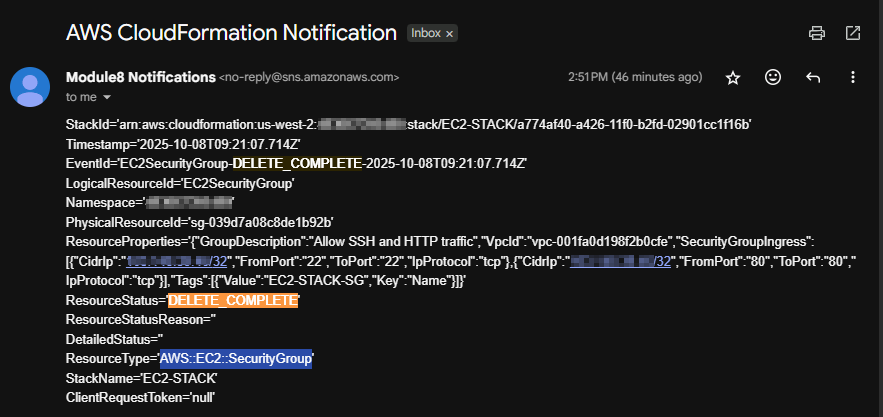 AWS CloudFormation Notification Inbox ×
Module8 Notifications <no-reply@sns.amazonaws.com> 2:51 PM (46 minutes ago)
to me
StackId='arn:aws:cloudformation:us-west-2: stack/EC2-STACK/a774af40-a426-11f0-b2fd-02901cc1f16b'
Timestamp='2025-10-08T09:21:07.714Z'
EventId='EC2SecurityGroup-DELETE_COMPLETE-2025-10-08T09:21:07.714Z'
LogicalResourceId='EC2SecurityGroup'
Namespace=' '
PhysicalResourceId='sg-039d7a08c8de1b92b'
ResourceProperties='{"GroupDescription":"Allow SSH and HTTP traffic","VpcId":"vpc-001fa0d198f2b0cfe","SecurityGroupIngress":
[{"CidrIp":" /32","FromPort":"22","ToPort":"22","IpProtocol":"tcp"},{"CidrIp":" /32","FromPort":"80","ToPort":"80","
IpProtocol":"tcp"}],"Tags":[{"Value":"EC2-STACK-SG","Key":"Name"}]}'
ResourceStatus='DELETE_COMPLETE'
ResourceStatusReason=''
DetailedStatus=''
ResourceType='AWS::EC2::SecurityGroup'
StackName='EC2-STACK'
ClientRequestToken='null'